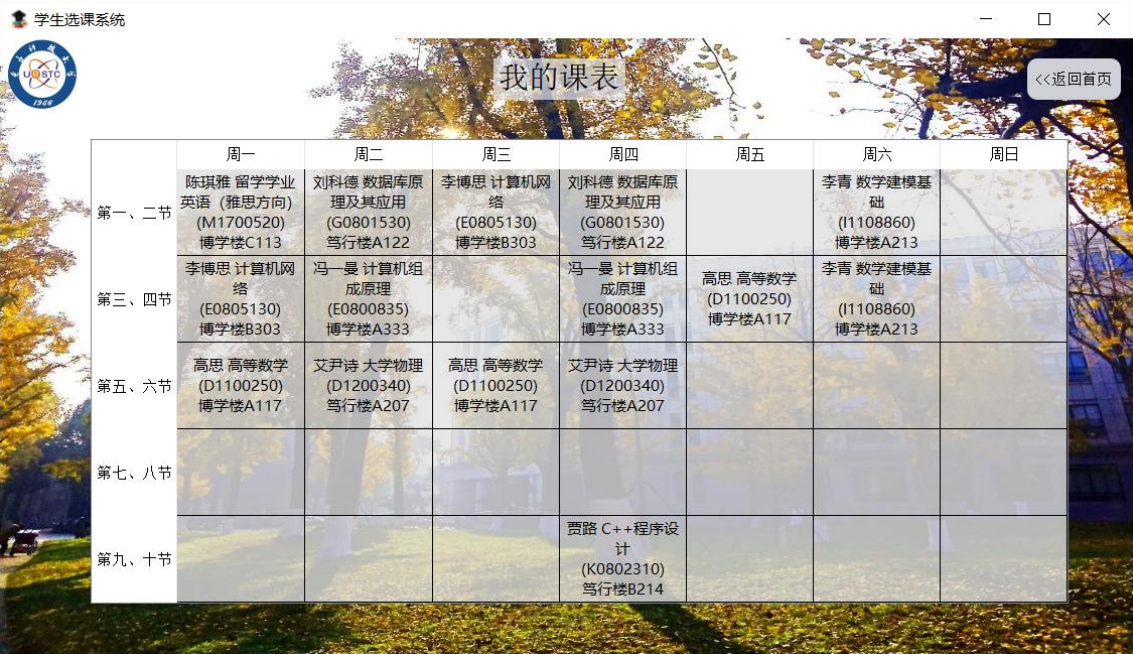 学生选课系统
UQSTC
1966
我的课表
<<返回首页
周一 周二 周三 周四 周五 周六 周日
第一、二节
陈琪雅 留学学业
英语（雅思方向）
(M1700520)
博学楼C113
刘科德 数据库原
理及其应用
(G0801530)
笃行楼A122
李博思 计算机网
络
(E0805130)
博学楼B303
刘科德 数据库原
理及其应用
(G0801530)
笃行楼A122
李青 数学建模基
础
(I1108860)
博学楼A213
第三、四节
李博思 计算机网
络
(E0805130)
博学楼B303
冯一曼 计算机组
成原理
(E0800835)
博学楼A333
冯一曼 计算机组
成原理
(E0800835)
博学楼A333
高思 高等数学
(D1100250)
博学楼A117
李青 数学建模基
础
(I1108860)
博学楼A213
第五、六节
高思 高等数学
(D1100250)
博学楼A117
艾尹诗 大学物理
(D1200340)
笃行楼A207
高思 高等数学
(D1100250)
博学楼A117
艾尹诗 大学物理
(D1200340)
笃行楼A207
第七、八节
第九、十节
贾路 C++程序设
计
(K0802310)
笃行楼B214